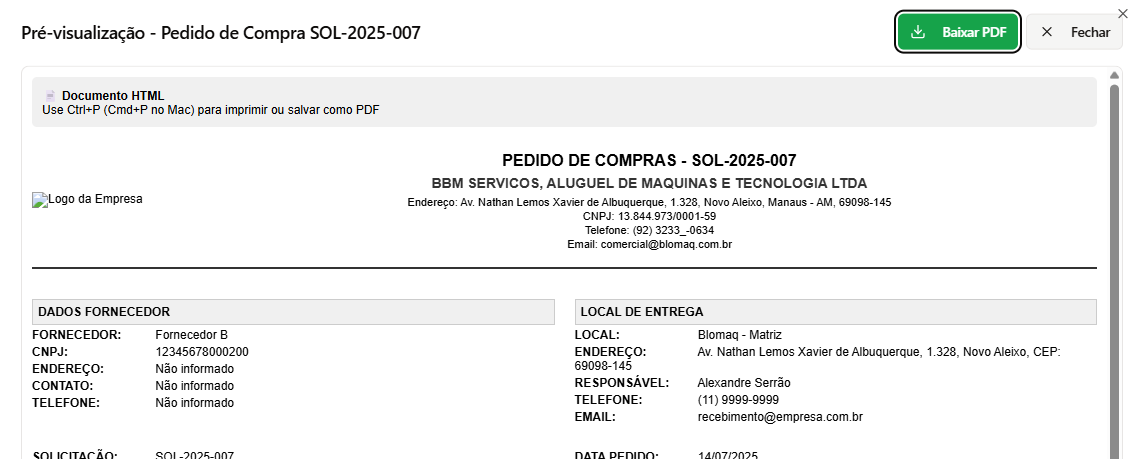 Pré-visualização - Pedido de Compra SOL-2025-007
Baixar PDF
Fechar
Documento HTML
Use Ctrl+P (Cmd+P no Mac) para imprimir ou salvar como PDF
Logo da Empresa
PEDIDO DE COMPRAS - SOL-2025-007
BBM SERVICOS, ALUGUEL DE MAQUINAS E TECNOLOGIA LTDA
Endereço: Av. Nathan Lemos Xavier de Albuquerque, 1.328, Novo Aleixo, Manaus - AM, 69098-145
CNPJ: 13.844.973/0001-59
Telefone: (92) 3233_-0634
Email: comercial@blomaq.com.br
DADOS FORNECEDOR
FORNECEDOR: Fornecedor B
CNPJ: 12345678000200
ENDEREÇO: Não informado
CONTATO: Não informado
TELEFONE: Não informado
LOCAL DE ENTREGA
LOCAL: Blomaq - Matriz
ENDEREÇO: Av. Nathan Lemos Xavier de Albuquerque, 1.328, Novo Aleixo, CEP:
69098-145
RESPONSÁVEL: Alexandre Serrão
TELEFONE: (11) 9999-9999
EMAIL: recebimento@empresa.com.br
SOLICITAÇÃO: SOL-2025-007
DATA PEDIDO: 14/07/2025